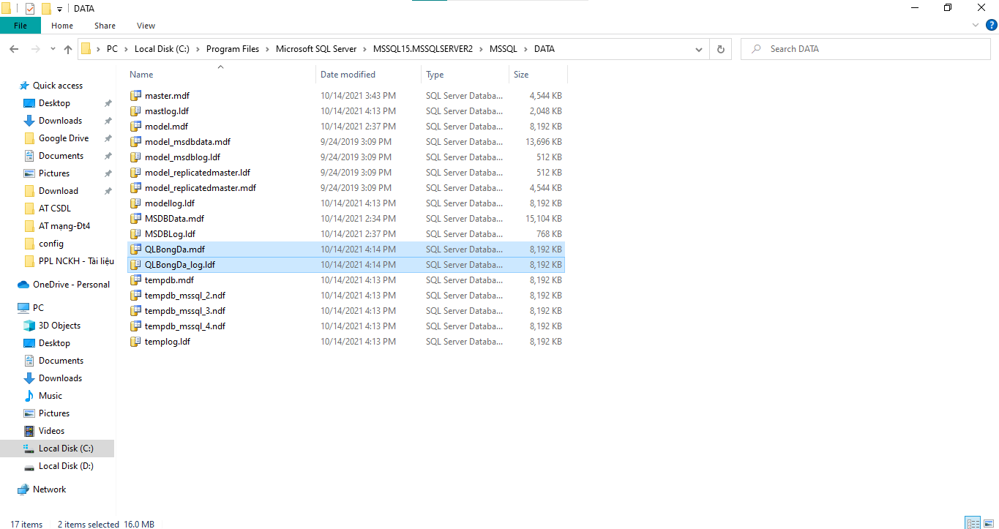 DATA
File Home Share View
PC Local Disk (C:) Program Files Microsoft SQL Server MSSQL15.MSSQLSERVER2 MSSQL DATA
Search DATA
Name Date modified Type Size
Quick access
Desktop
Downloads
Google Drive
Documents
Pictures
Download
AT CSDL
AT mạng-Đt4
config
PPL NCKH - Tài liệu
OneDrive - Personal
PC
3D Objects
Desktop
Documents
Downloads
Music
Pictures
Videos
Local Disk (C:)
Local Disk (D:)
Network
master.mdf 10/14/2021 3:43 PM SQL Server Databa... 4,544 KB
mastlog.ldf 10/14/2021 4:13 PM SQL Server Databa... 2,048 KB
model.mdf 10/14/2021 2:37 PM SQL Server Databa... 8,192 KB
model_msdbdata.mdf 9/24/2019 3:09 PM SQL Server Databa... 13,696 KB
model_msdblog.ldf 9/24/2019 3:09 PM SQL Server Databa... 512 KB
model_replicatedmaster.ldf 9/24/2019 3:09 PM SQL Server Databa... 512 KB
model_replicatedmaster.mdf 9/24/2019 3:09 PM SQL Server Databa... 4,544 KB
modellog.ldf 10/14/2021 4:13 PM SQL Server Databa... 8,192 KB
MSDBData.mdf 10/14/2021 2:34 PM SQL Server Databa... 15,104 KB
MSDBLog.ldf 10/14/2021 2:37 PM SQL Server Databa... 768 KB
QLBongDa.mdf 10/14/2021 4:14 PM SQL Server Databa... 8,192 KB
QLBongDa_log.ldf 10/14/2021 4:14 PM SQL Server Databa... 8,192 KB
tempdb.mdf 10/14/2021 4:13 PM SQL Server Databa... 8,192 KB
tempdb_mssql_2.ndf 10/14/2021 4:13 PM SQL Server Databa... 8,192 KB
tempdb_mssql_3.ndf 10/14/2021 4:13 PM SQL Server Databa... 8,192 KB
tempdb_mssql_4.ndf 10/14/2021 4:13 PM SQL Server Databa... 8,192 KB
templog.ldf 10/14/2021 4:13 PM SQL Server Databa... 8,192 KB
17 items 2 items selected 16.0 MB